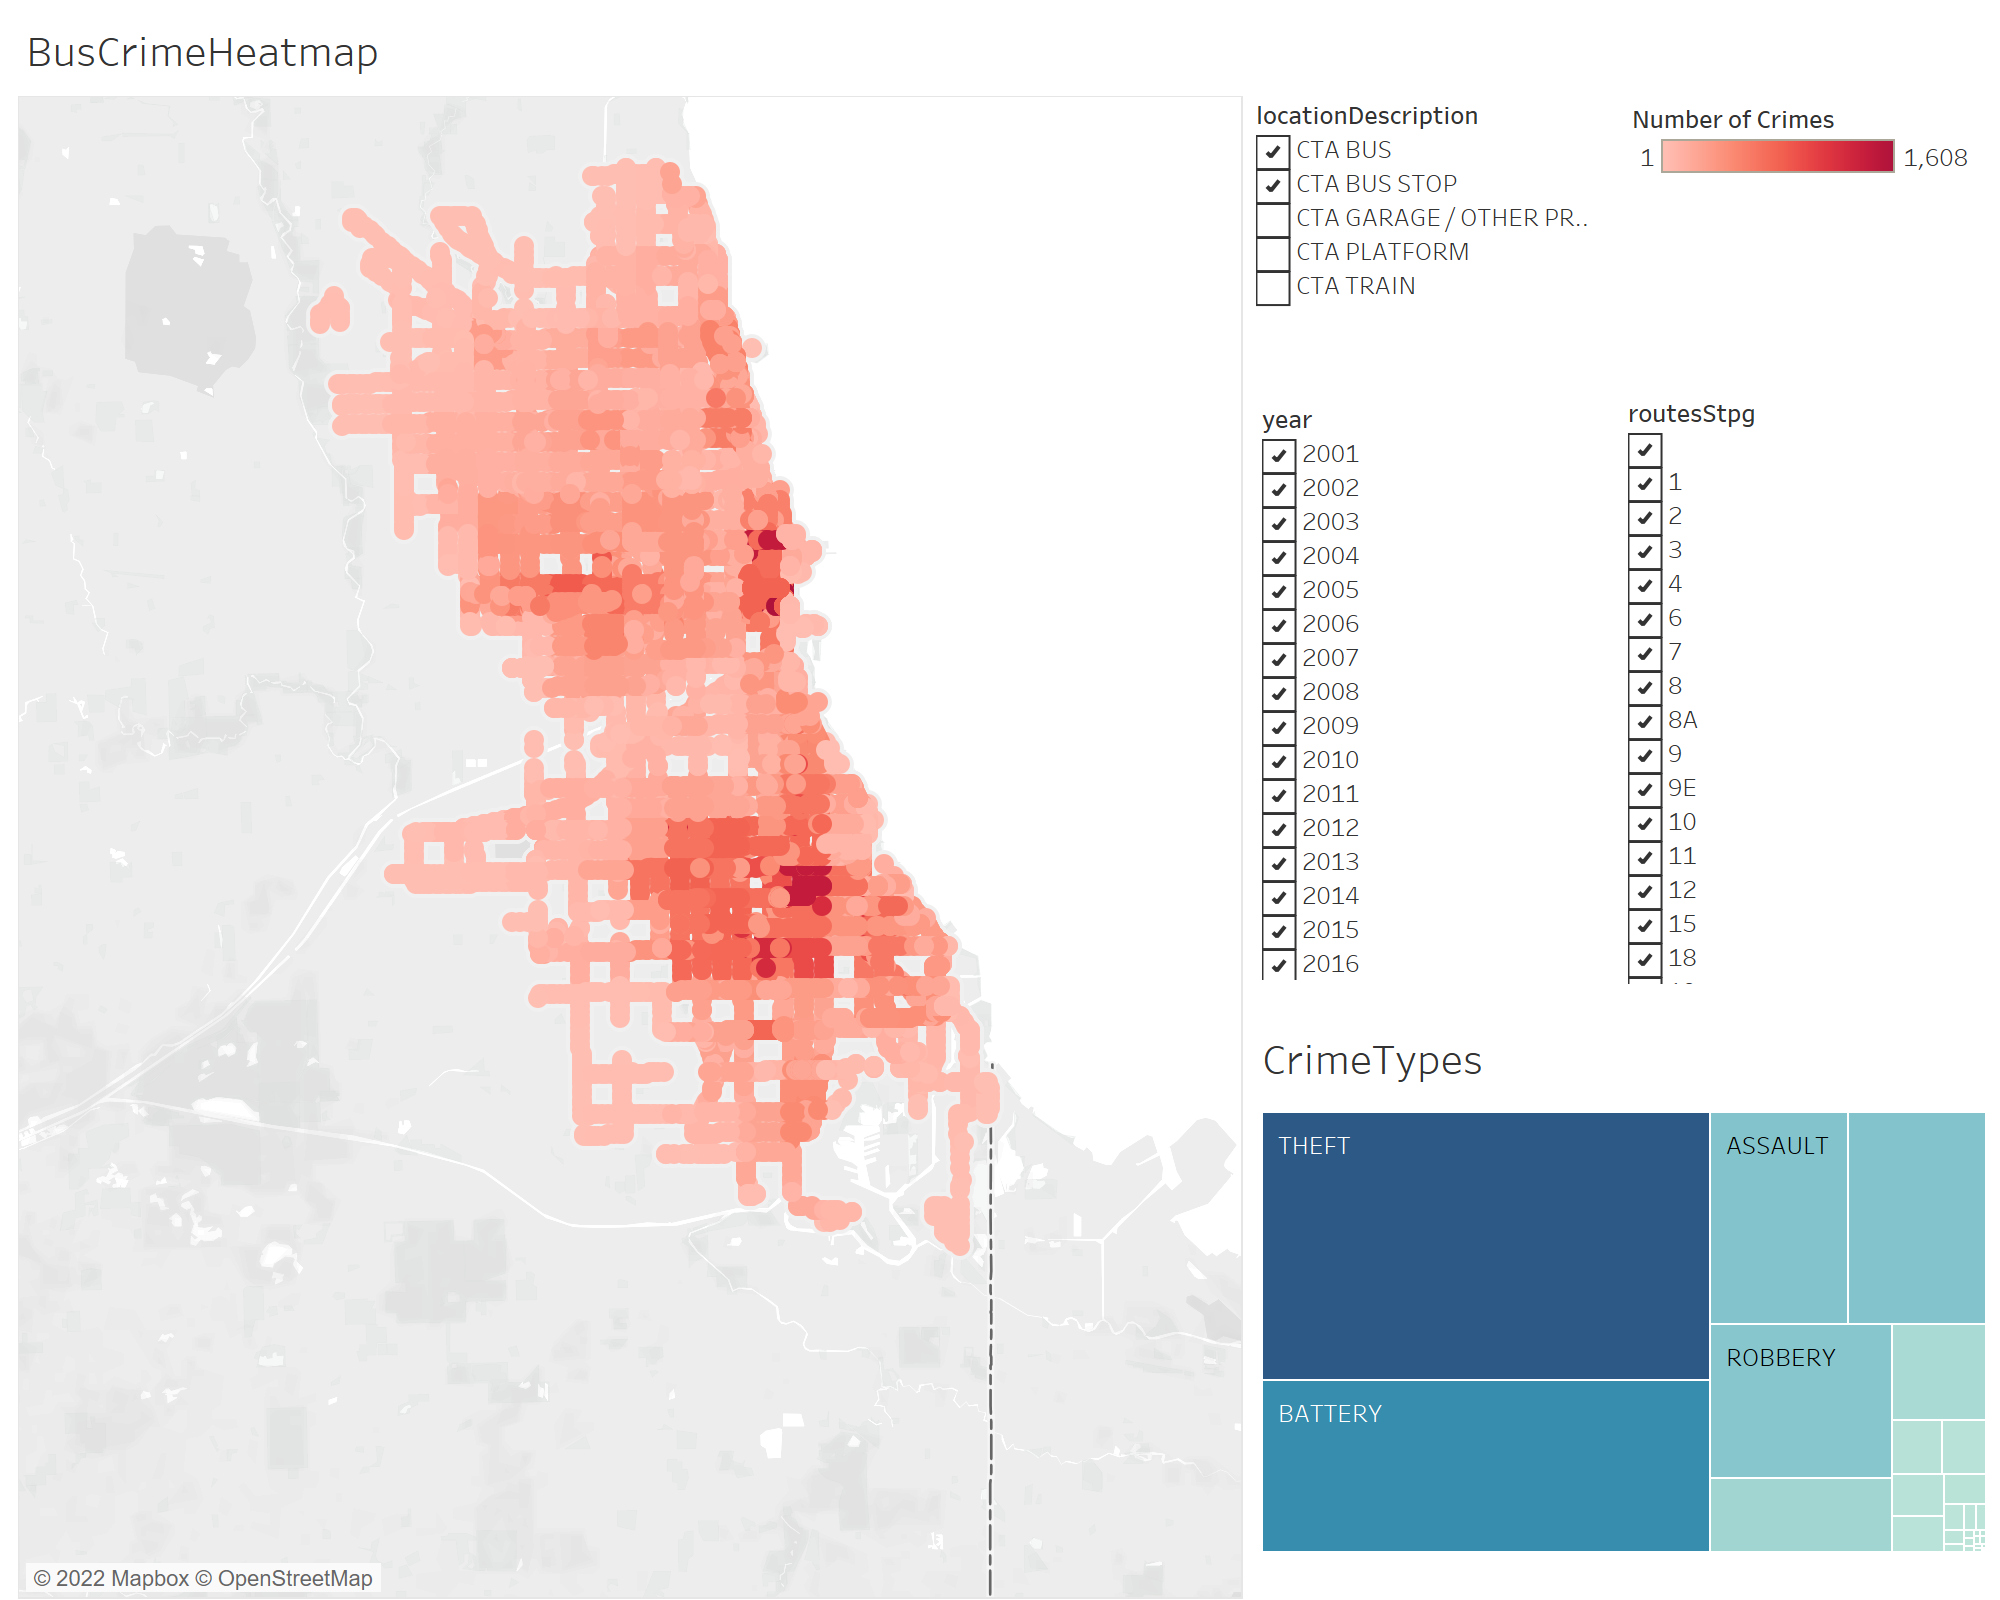 BusCrimeHeatmap
locationDescription
CTA BUS
CTA BUS STOP
CTA GARAGE / OTHER PR..
CTA PLATFORM
CTA TRAIN
Number of Crimes
1
1,608
year
2001
2002
2003
2004
2005
2006
2007
2008
2009
2010
2011
2012
2013
2014
2015
2016
routesStpg
1
2
3
4
6
7
8
8A
9
9E
10
11
12
15
18
CrimeTypes
THEFT
ASSAULT
ROBBERY
BATTERY
© 2022 Mapbox © OpenStreetMap